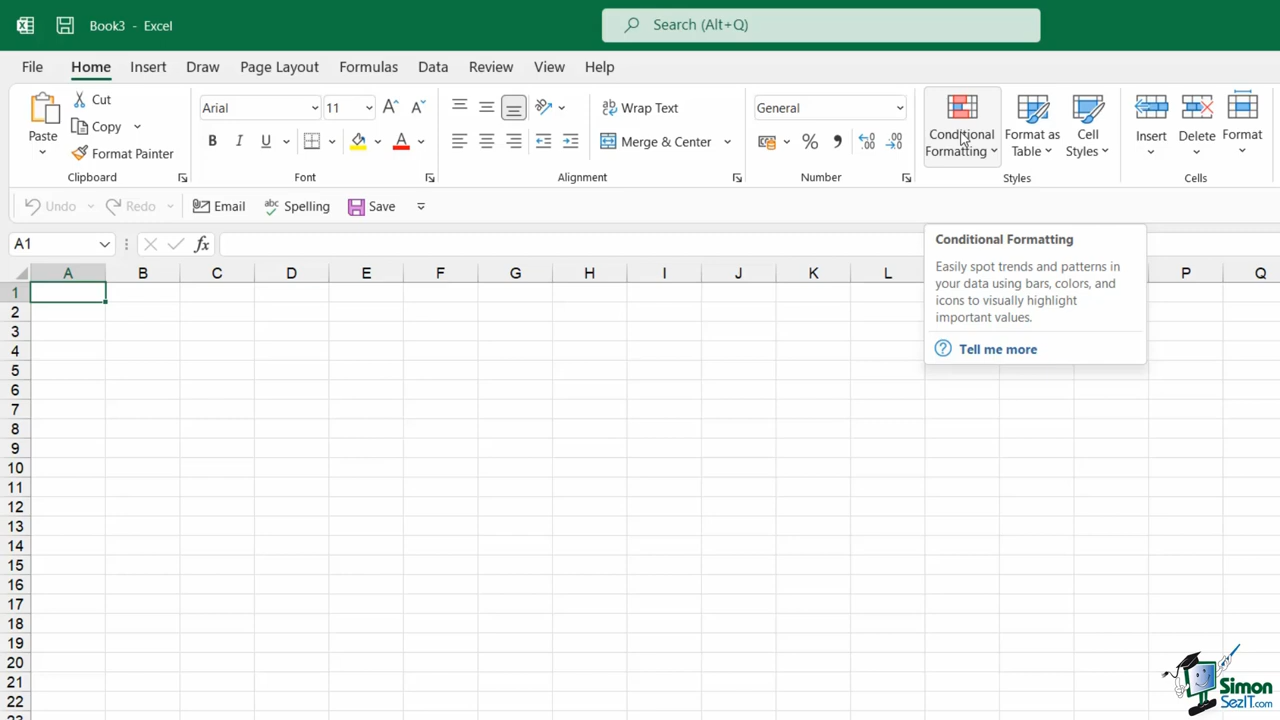 Book3 - Excel
Search (Alt+Q)
File Home Insert Draw Page Layout Formulas Data Review View Help
Paste
Cut
Copy
Format Painter
Clipboard
Arial 11
B I U A
Font
Wrap Text
Merge & Center
Alignment
General
%
Number
Conditional Formatting
Format as Table
Cell Styles
Styles
Insert Delete Format
Cells
Undo Redo Email Spelling Save
A1 fx
A B C D E F G H I J K L P Q
Conditional Formatting
Easily spot trends and patterns in
your data using bars, colors, and
icons to visually highlight
important values.
Tell me more
1
2
3
4
5
6
7
8
9
10
11
12
13
14
15
16
17
18
19
20
21
22
23
Simon
SezIT.com